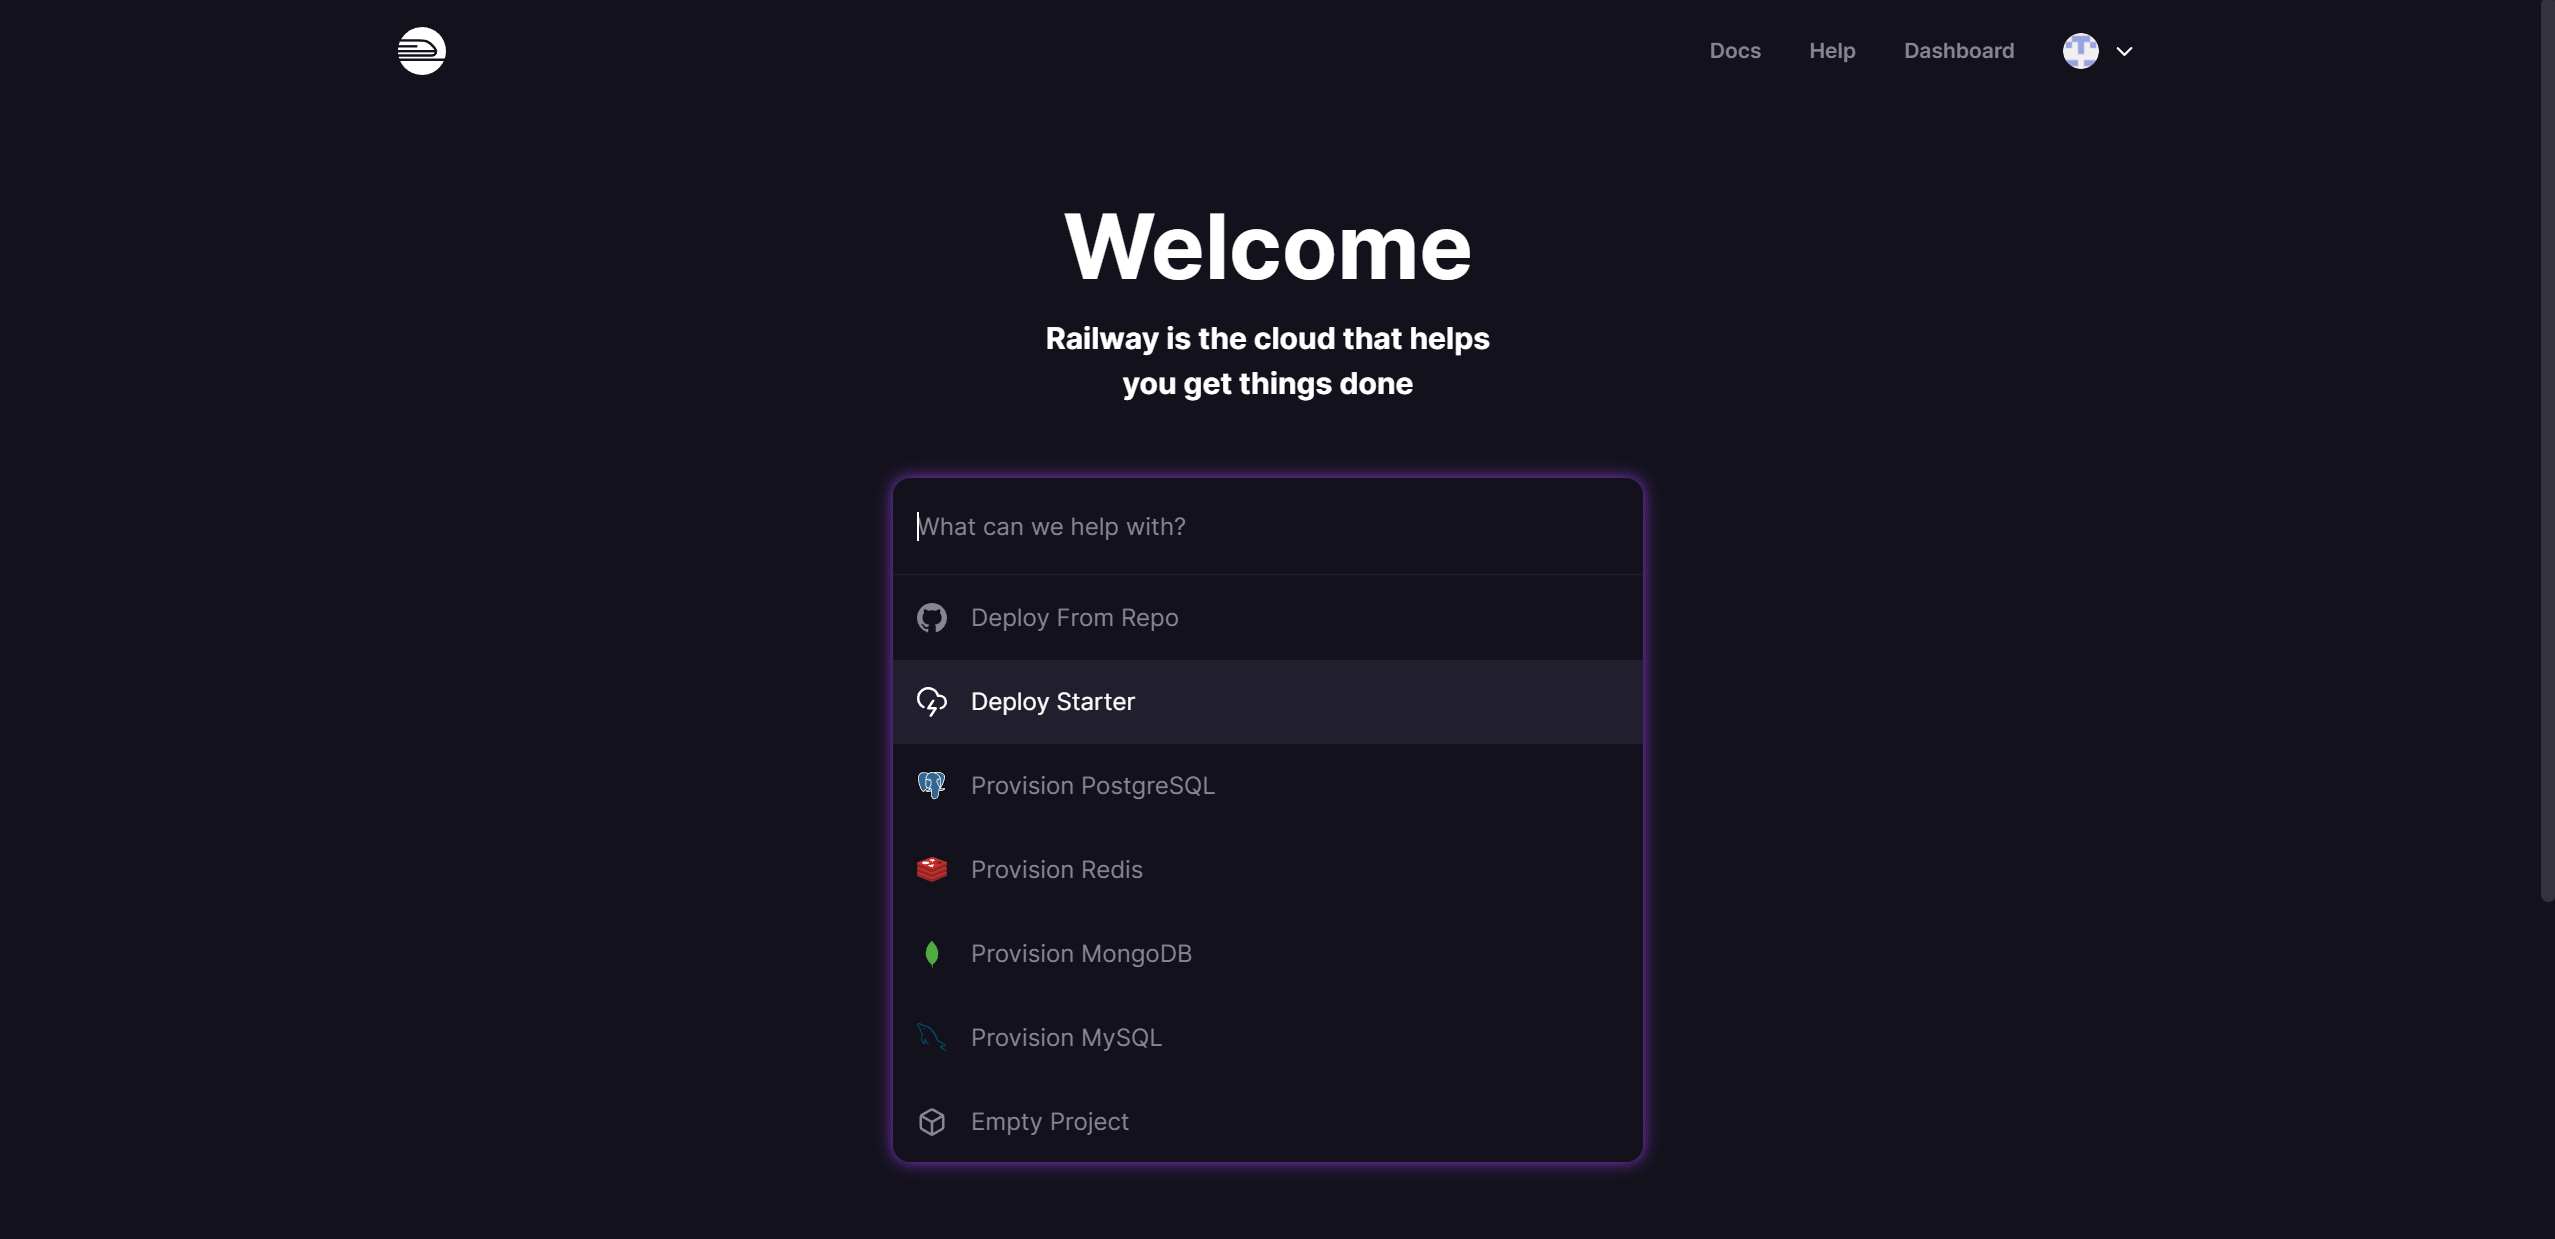 Docs Help Dashboard
Welcome
Railway is the cloud that helps
you get things done
What can we help with?
Deploy From Repo
Deploy Starter
Provision PostgreSQL
Provision Redis
Provision MongoDB
Provision MySQL
Empty Project